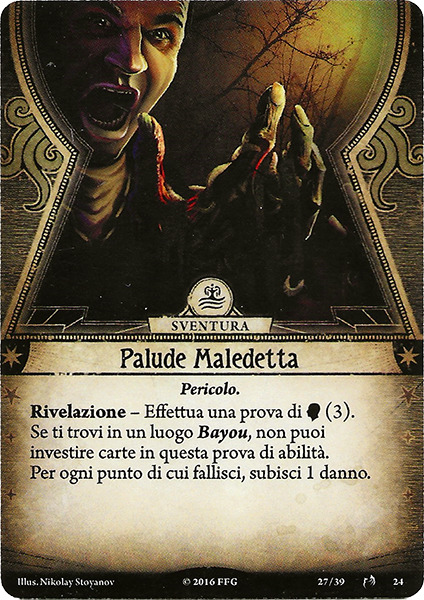 SVENTURA
Palude Maledetta
Pericolo.
Rivelazione – Effettua una prova di (3).
Se ti trovi in un luogo Bayou, non puoi
investire carte in questa prova di abilità.
Per ogni punto di cui fallisci, subisci 1 danno.
Illus. Nikolay Stoyanov © 2016 FFG 27/39 24